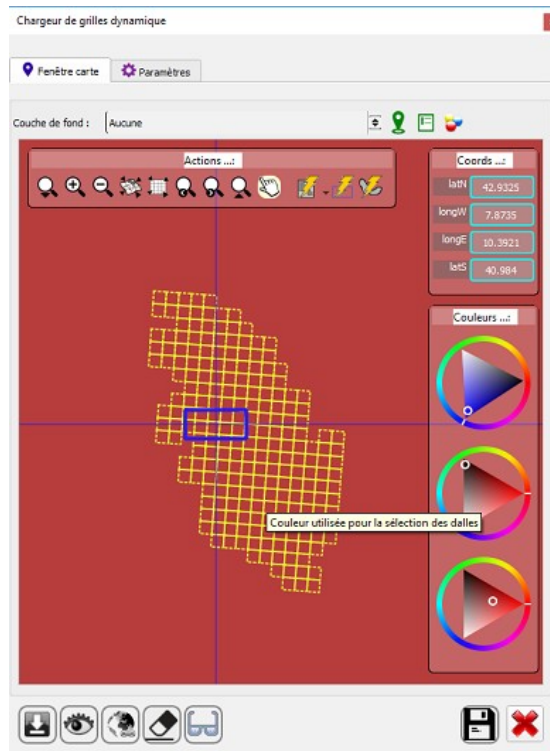 Chargeur de grilles dynamique
Fenêtre carte
Paramètres
Couche de fond :
Aucune
Actions ...:
Coords ...:
latN 42.9325
longW 7.8735
longE 10.3921
latS 40.984
Couleurs ...:
Couleur utilisée pour la sélection des dalles